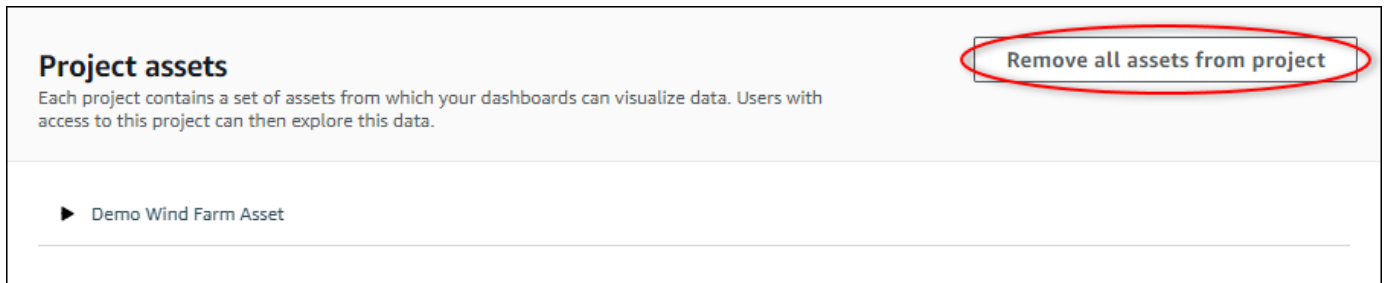 Project assets
Remove all assets from project
Each project contains a set of assets from which your dashboards can visualize data. Users with
access to this project can then explore this data.
Demo Wind Farm Asset